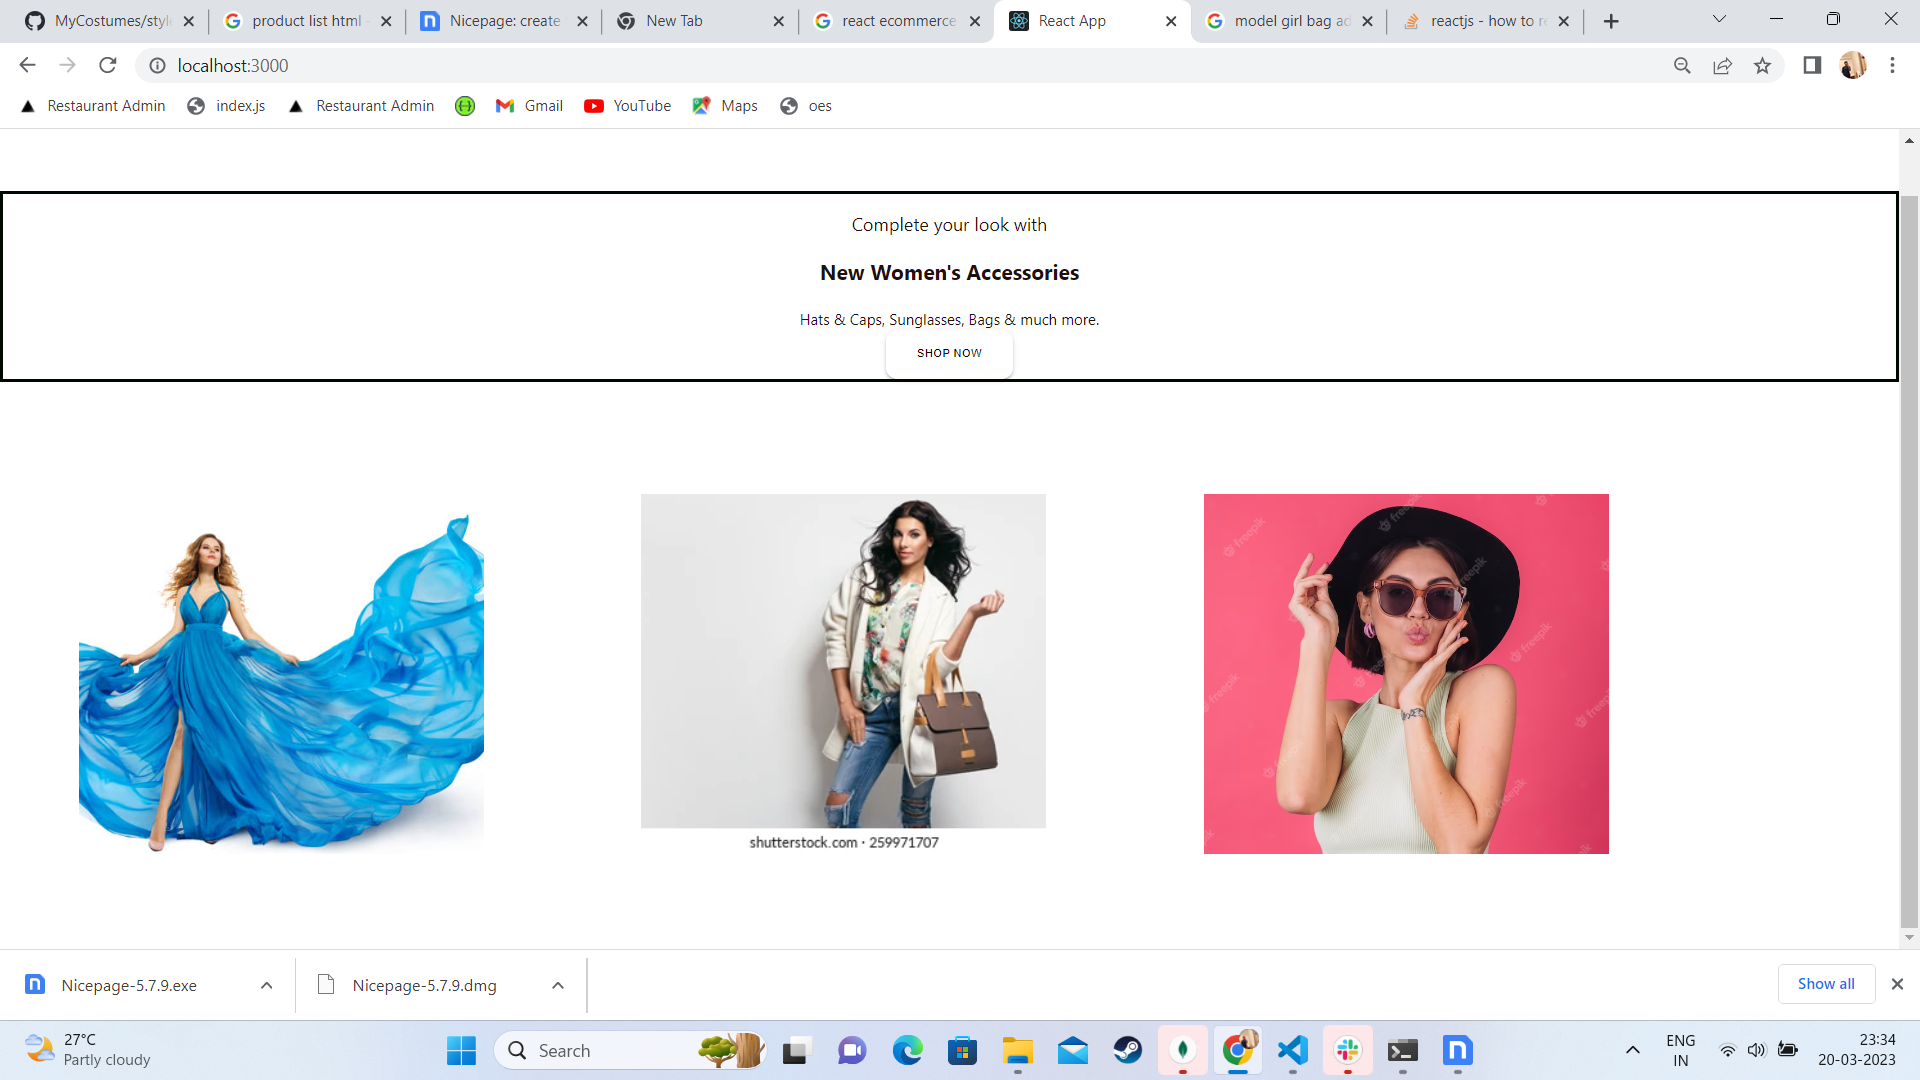 MyCostumes/style
product list html -
Nicepage: create
New Tab
react ecommerce
React App
model girl bag ad
reactjs - how to re
localhost:3000
Restaurant Admin
index.js
Restaurant Admin
Gmail
YouTube
Maps
oes
Complete your look with
New Women's Accessories
Hats & Caps, Sunglasses, Bags & much more.
SHOP NOW
freepik
shutterstock.com · 259971707
Nicepage-5.7.9.exe
Nicepage-5.7.9.dmg
Show all
27°C
Partly cloudy
Search
ENG
IN
23:34
20-03-2023